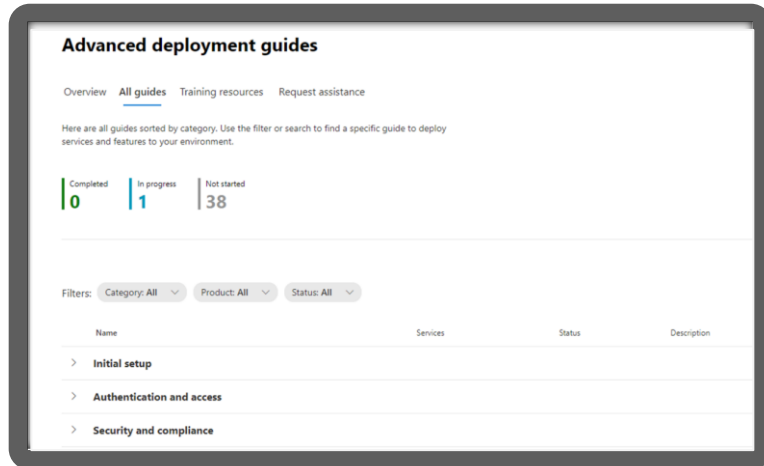 Advanced deployment guides
Overview All guides Training resources Request assistance
Here are all guides sorted by category. Use the filter or search to find a specific guide to deploy
services and features to your environment.
Completed In progress Not started
0 1 38
Filters: Category: All Product: All Status: All
Name Services Status Description
Initial setup
Authentication and access
Security and compliance